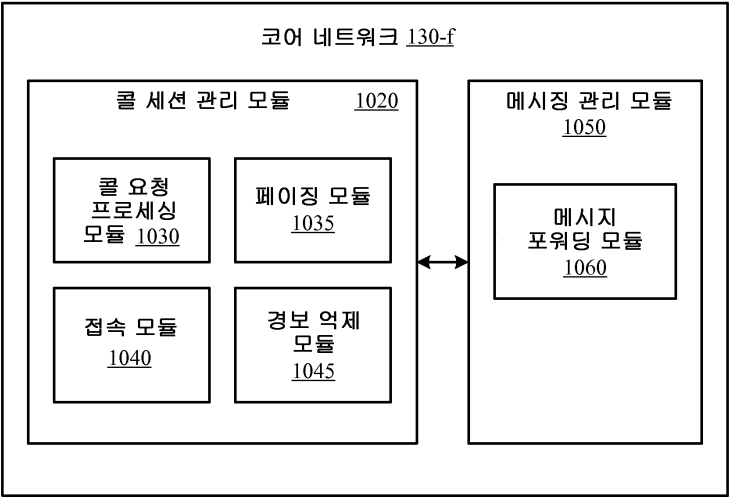 코어 네트워크 130-f
콜 세션 관리 모듈 1020
콜 요청
프로세싱
모듈 1030
페이징 모듈
1035
접속 모듈
1040
경보 억제
모듈
1045
메시징 관리 모듈
1050
메시지
포워딩 모듈
1060